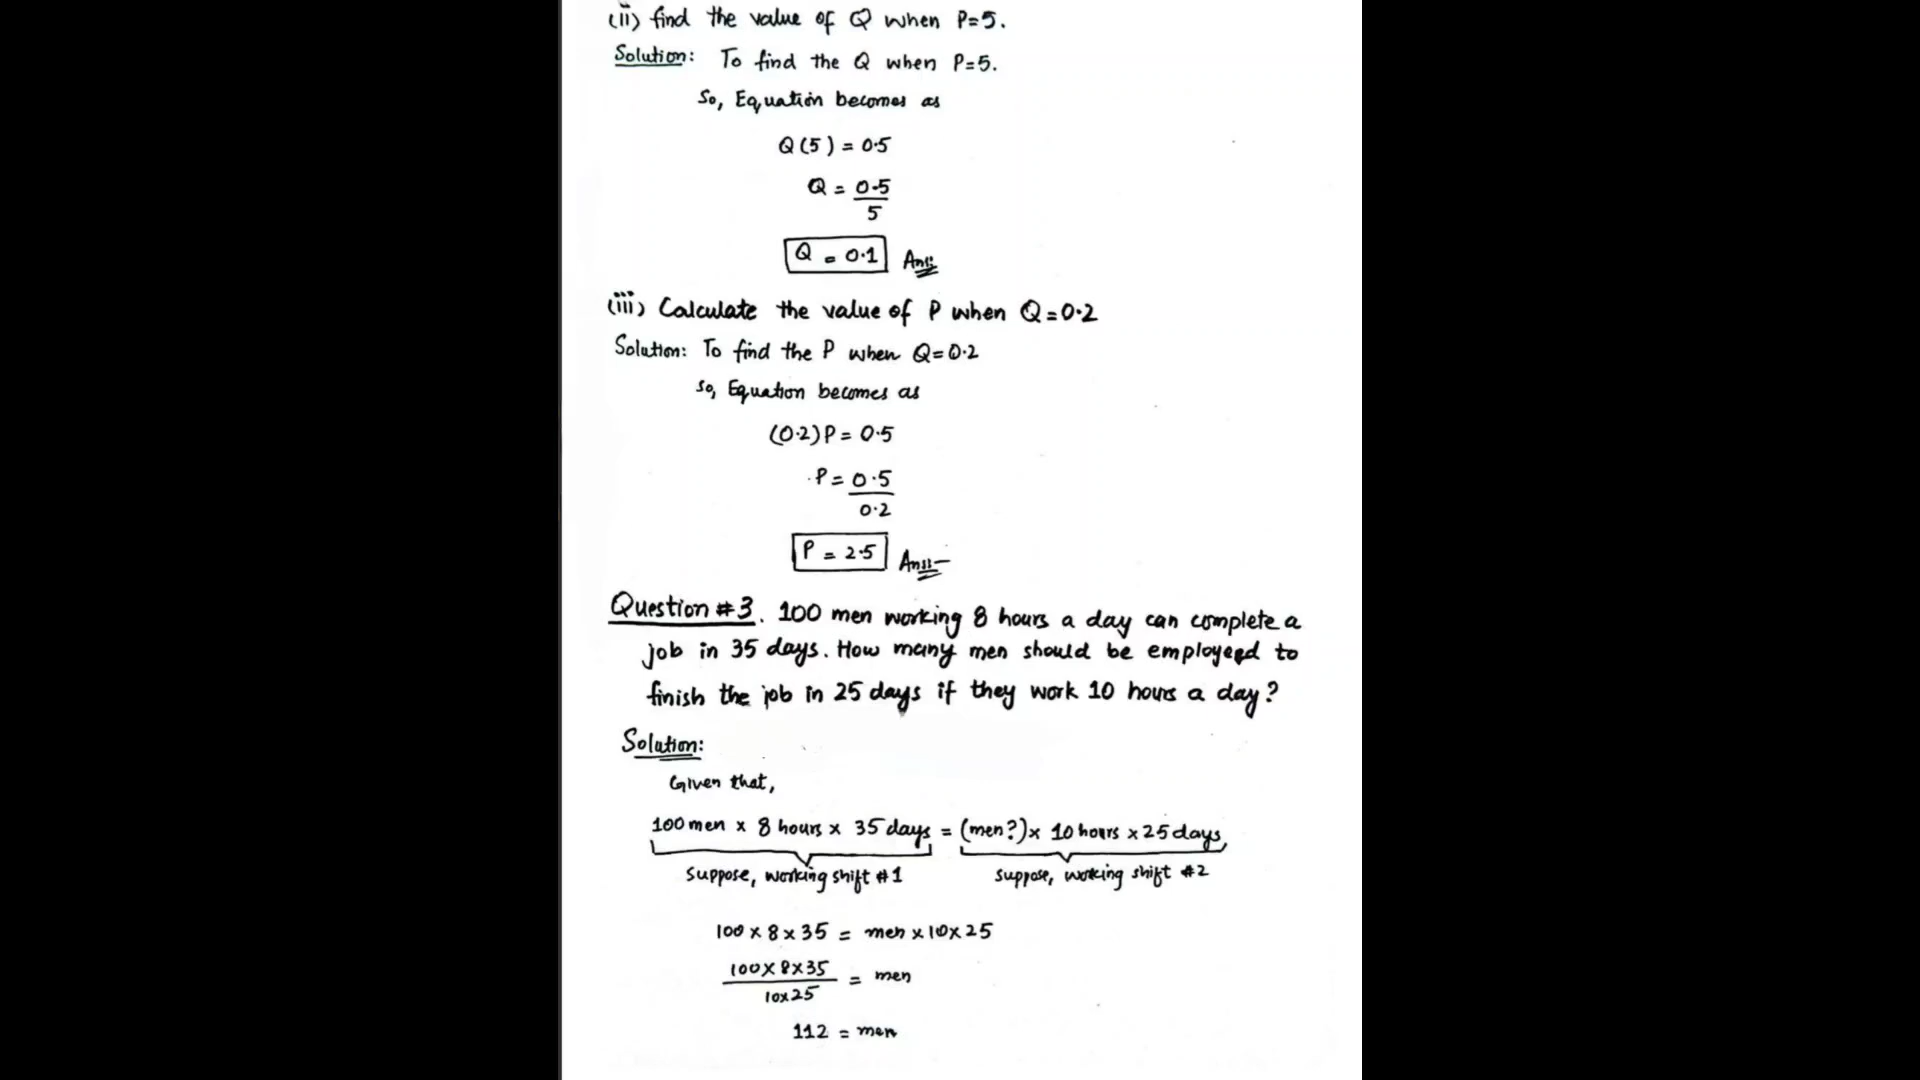 (ii) find the value of Q when P=5.
Solution: To find the Q when P=5.
So, Equation becomes as
Q(5) = 0.5
Q = 0.5
5
Q = 0.1 Ans:
(iii) Calculate the value of P when Q=0.2
Solution: To find the P when Q=0.2
so, Equation becomes as
(0.2)P = 0.5
P = 0.5
0.2
P = 2.5 Ans:-
Question #3. 100 men working 8 hours a day can complete a
job in 35 days. How many men should be employeed to
finish the job in 25 days if they work 10 hours a day?
Solution:
Given that,
100 men x 8 hours x 35 days = (men?) x 10 hours x 25 days
suppose, working shift #1 suppose, working shift #2
100 x 8 x 35 = men x 10 x 25
100 x 8 x 35 = men
10x25
112 = men